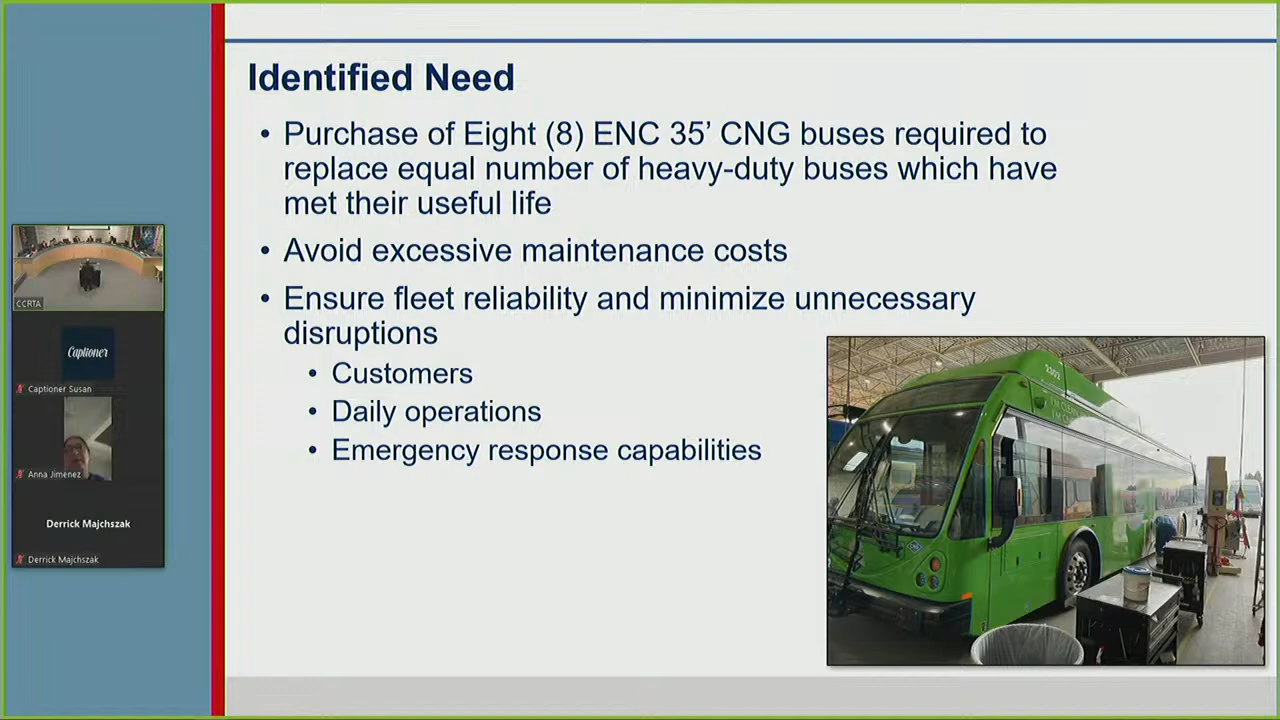 Identified Need
• Purchase of Eight (8) ENC 35’ CNG buses required to
replace equal number of heavy-duty buses which have
met their useful life
• Avoid excessive maintenance costs
• Ensure fleet reliability and minimize unnecessary
disruptions
• Customers
• Daily operations
• Emergency response capabilities
CCRTA
Captioner
Captioner Susan
Anna Jimenez
Derrick Majchszak
Derrick Majchszak
2302